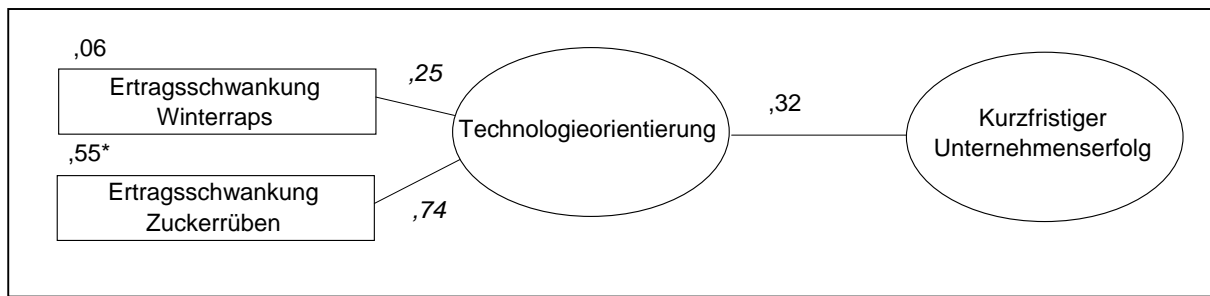 ,06
Ertragsschwankung
Winterraps
,25
,55*
Ertragsschwankung
Zuckerrüben
,74
Technologieorientierung
,32
Kurzfristiger
Unternehmenserfolg